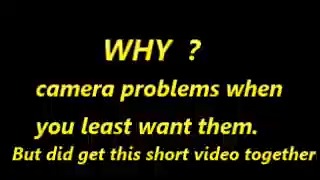 WHY ?
camera problems when
you least want them.
But did get this short video together